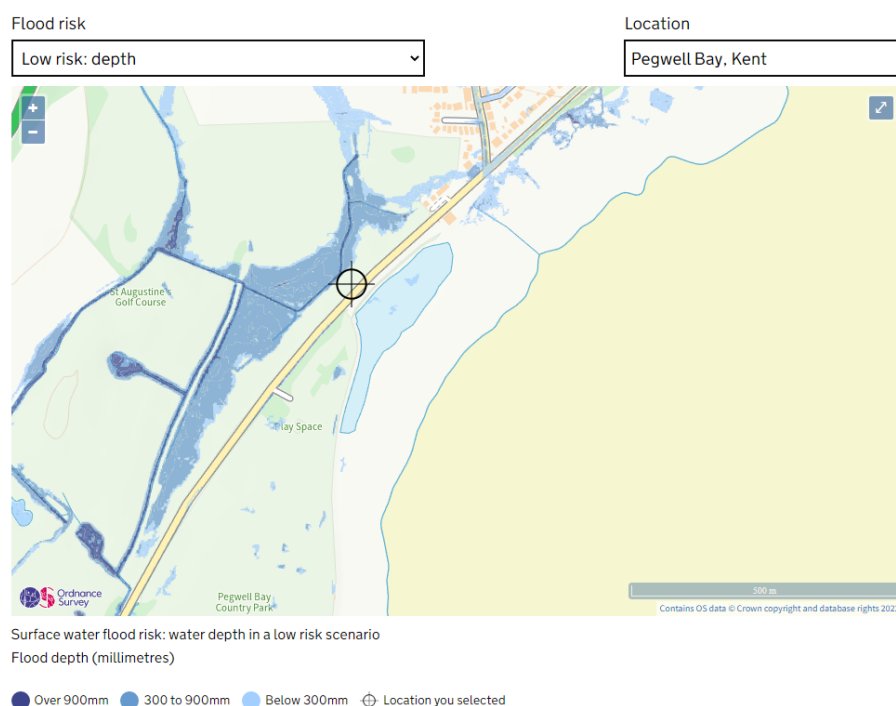 Flood risk
Location
Low risk: depth
Pegwell Bay, Kent
+
−
St Augustine's
Golf Course
Play Space
Pegwell Bay
Country Park
Ordnance
Survey
500 m
Contains OS data © Crown copyright and database rights 202
Surface water flood risk: water depth in a low risk scenario
Flood depth (millimetres)
Over 900mm 300 to 900mm Below 300mm Location you selected